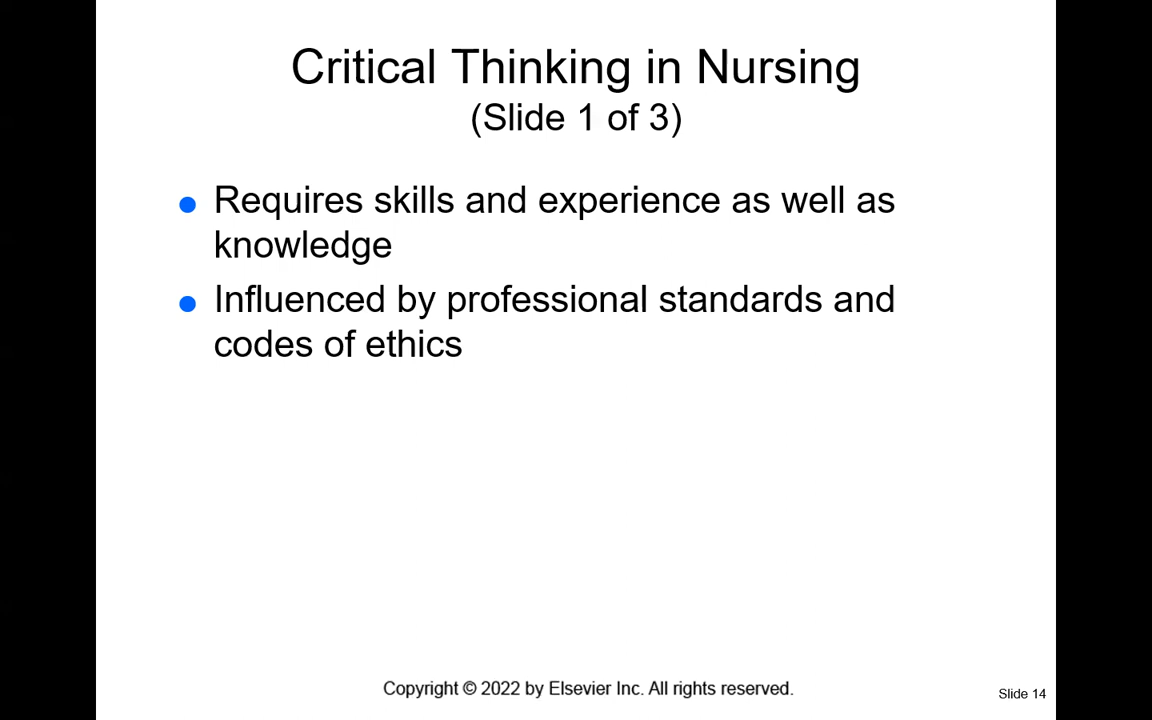 Critical Thinking in Nursing
(Slide 1 of 3)
● Requires skills and experience as well as
knowledge
● Influenced by professional standards and
codes of ethics
Copyright © 2022 by Elsevier Inc. All rights reserved.
Slide 14